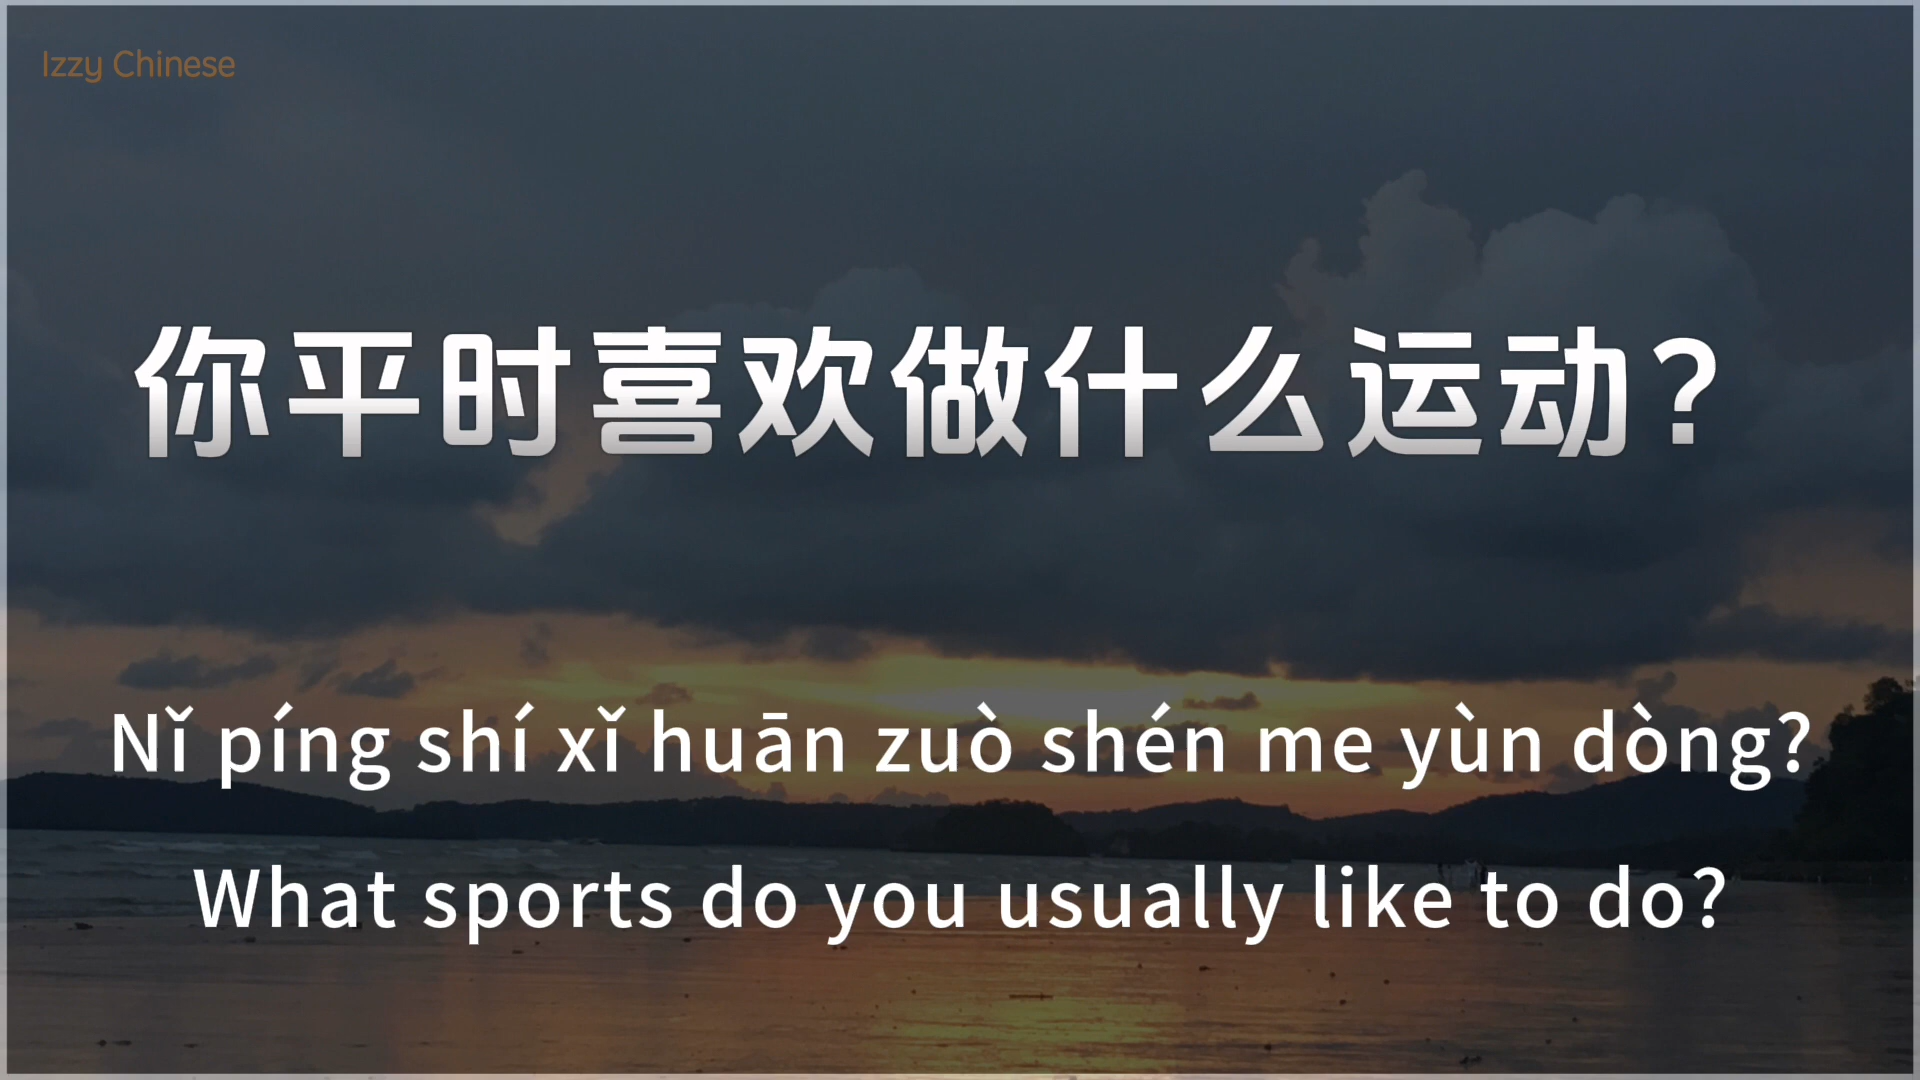 Izzy Chinese
你平时喜欢做什么运动？
Nǐ píng shí xǐ huān zuò shén me yùn dòng?
What sports do you usually like to do?